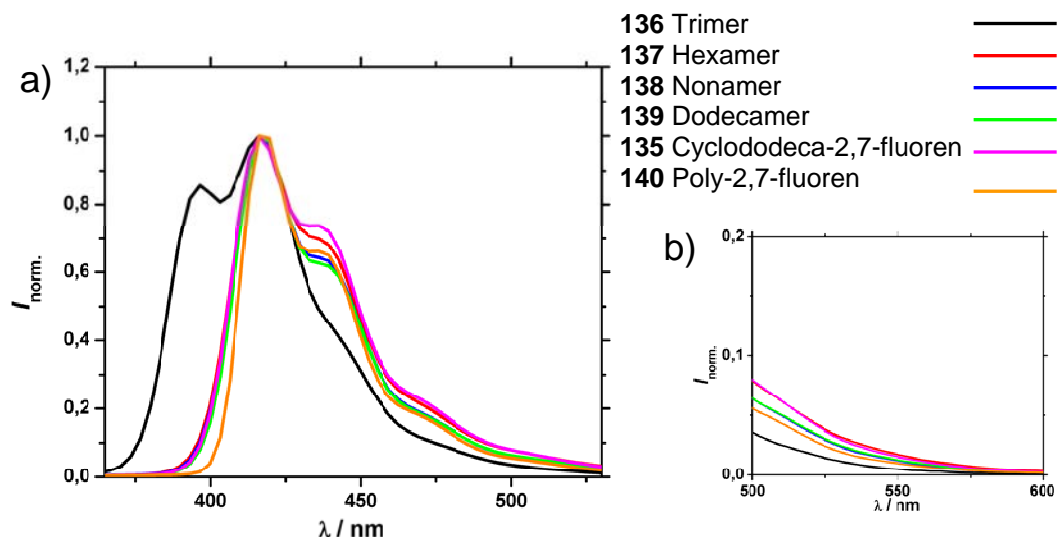 a)
1,2
1,0
0,8
0,6
0,4
0,2
0,0
I norm.
400 450 500
λ / nm
136 Trimer
137 Hexamer
138 Nonamer
139 Dodecamer
135 Cyclododeca-2,7-fluoren
140 Poly-2,7-fluoren
b)
0,2
0,1
0,0
I norm.
500 550 600
λ / nm